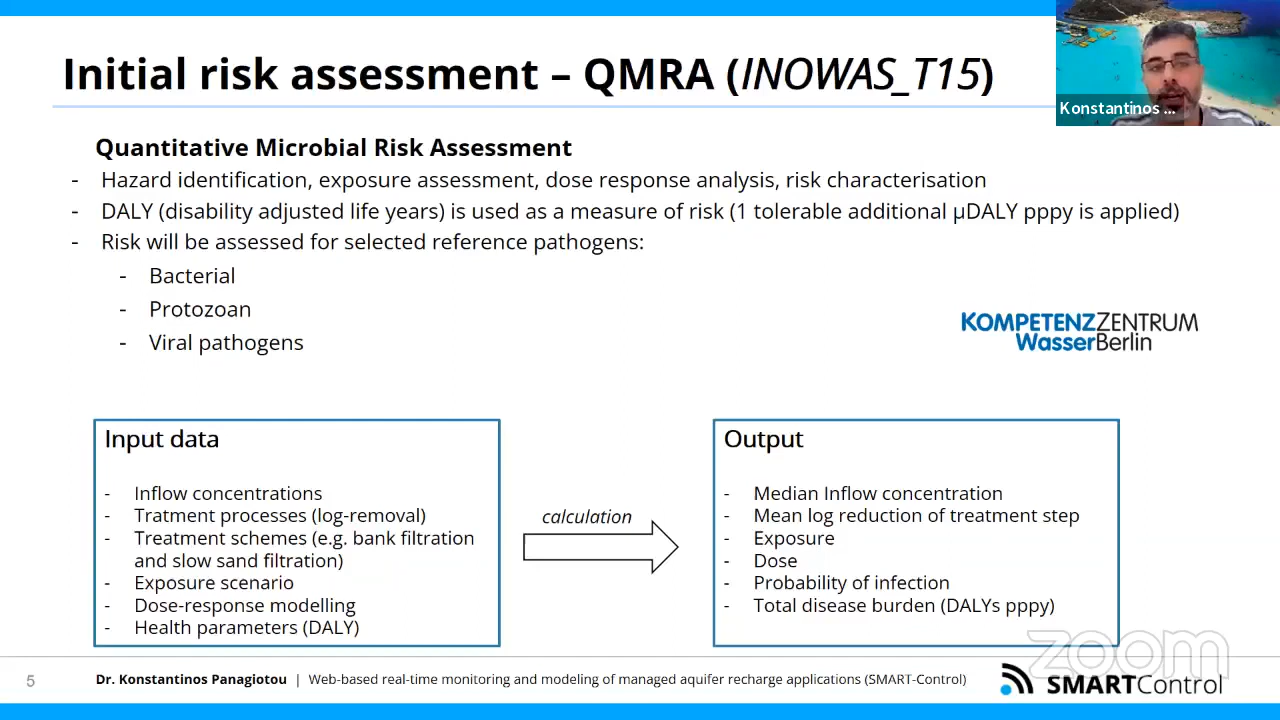 Initial risk assessment – QMRA (INOWAS_T15)
Konstantinos ...
Quantitative Microbial Risk Assessment
- Hazard identification, exposure assessment, dose response analysis, risk characterisation
- DALY (disability adjusted life years) is used as a measure of risk (1 tolerable additional µDALY pppy is applied)
- Risk will be assessed for selected reference pathogens:
- Bacterial
- Protozoan
- Viral pathogens
KOMPETENZZENTRUM
WasserBerlin
Input data
- Inflow concentrations
- Tratment processes (log-removal)
- Treatment schemes (e.g. bank filtration
and slow sand filtration)
- Exposure scenario
- Dose-response modelling
- Health parameters (DALY)
calculation
Output
- Median Inflow concentration
- Mean log reduction of treatment step
- Exposure
- Dose
- Probability of infection
- Total disease burden (DALYs pppy)
zoom
5
Dr. Konstantinos Panagiotou | Web-based real-time monitoring and modeling of managed aquifer recharge applications (SMART-Control)
SMARTControl